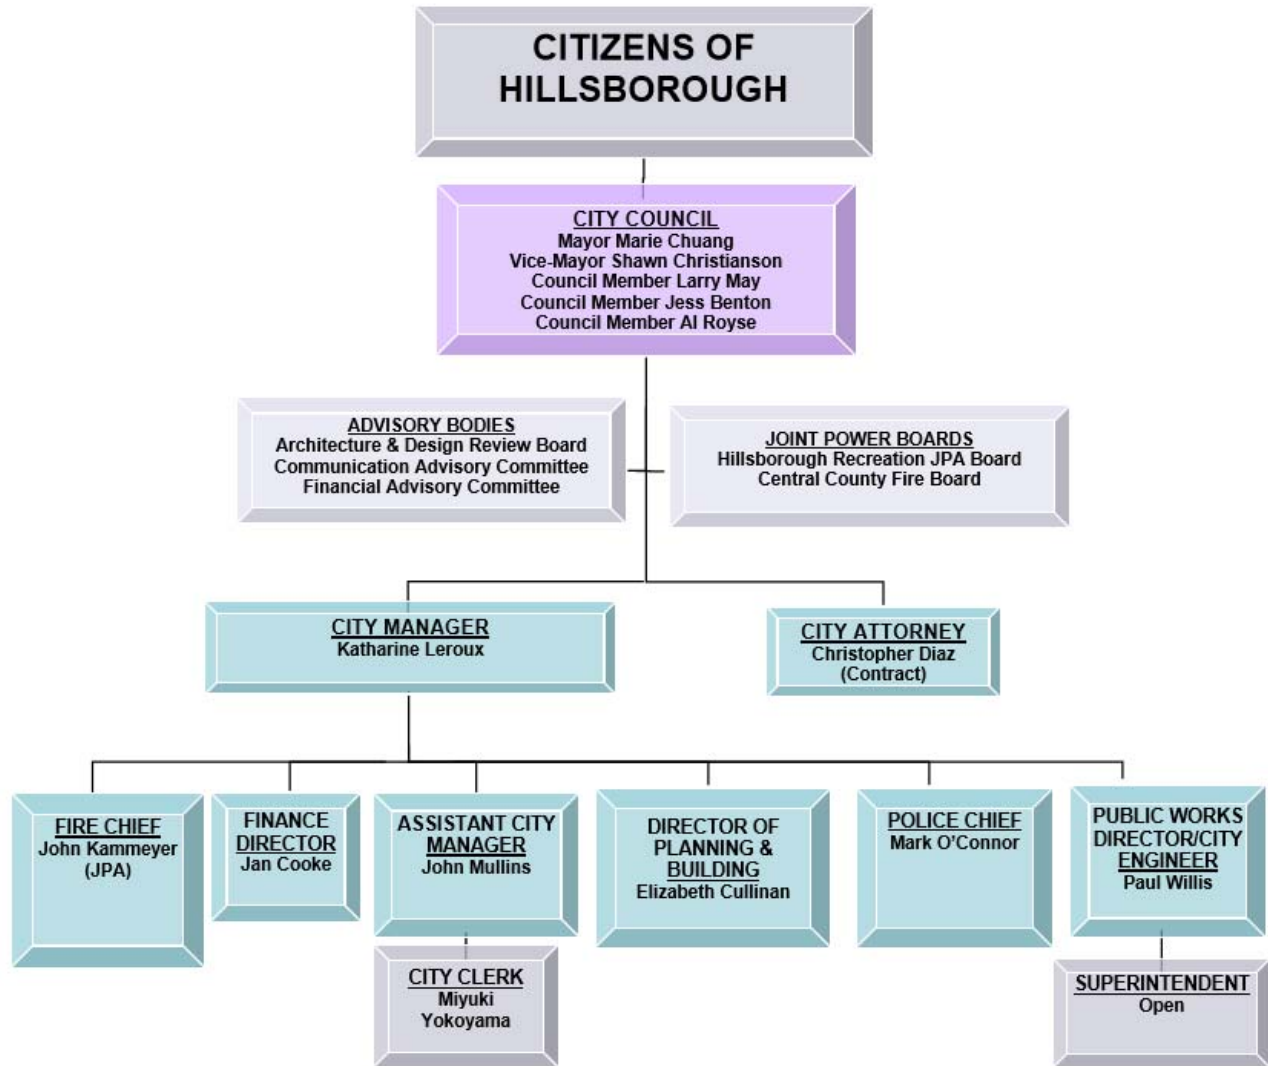 CITIZENS OF
HILLSBOROUGH
CITY COUNCIL
Mayor Marie Chuang
Vice-Mayor Shawn Christianson
Council Member Larry May
Council Member Jess Benton
Council Member Al Royse
ADVISORY BODIES
Architecture & Design Review Board
Communication Advisory Committee
Financial Advisory Committee
JOINT POWER BOARDS
Hillsborough Recreation JPA Board
Central County Fire Board
CITY MANAGER
Katharine Leroux
CITY ATTORNEY
Christopher Diaz
(Contract)
FIRE CHIEF
John Kammeyer
(JPA)
FINANCE
DIRECTOR
Jan Cooke
ASSISTANT CITY
MANAGER
John Mullins
DIRECTOR OF
PLANNING &
BUILDING
Elizabeth Cullinan
POLICE CHIEF
Mark O'Connor
PUBLIC WORKS
DIRECTOR/CITY
ENGINEER
Paul Willis
CITY CLERK
Miyuki
Yokoyama
SUPERINTENDENT
Open